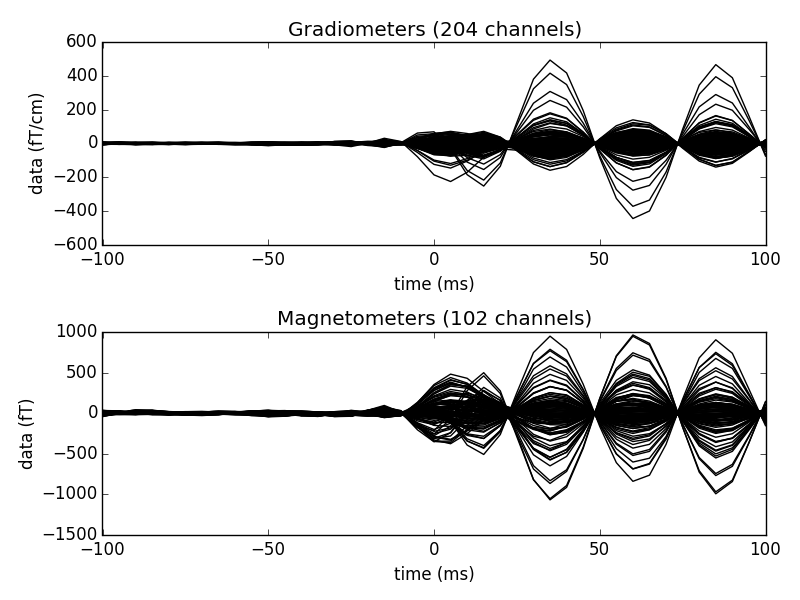 Gradiometers (204 channels)
600
400
200
0
−200
−400
−600
data (fT/cm)
−100 −50 0 50 100
time (ms)
Magnetometers (102 channels)
1000
500
0
−500
−1000
−1500
data (fT)
−100 −50 0 50 100
time (ms)